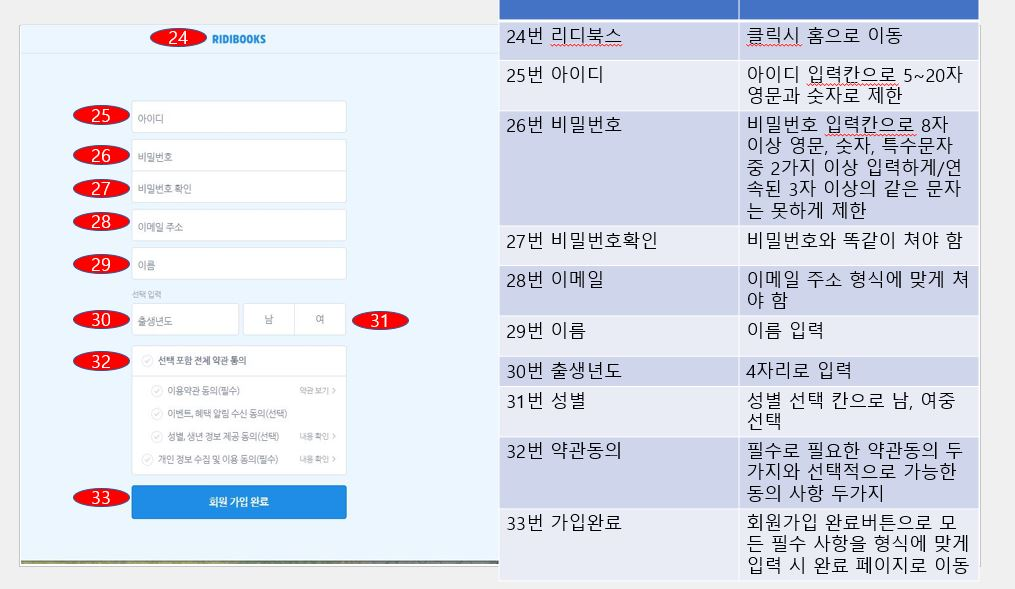 24
RIDIBOOKS
25
아이디
26
비밀번호
27
비밀번호 확인
28
이메일 주소
29
이름
선택 입력
30
출생년도
남
여
31
32
선택 포함 전체 약관 동의
이용약관 동의(필수)
약관 보기 >
이벤트, 혜택 알림 수신 동의(선택)
성별, 생년 정보 제공 동의(선택)
내용 확인 >
개인 정보 수집 및 이용 동의(필수)
내용 확인 >
33
회원 가입 완료
24번 리디북스
클릭시 홈으로 이동
25번 아이디
아이디 입력칸으로 5~20자
영문과 숫자로 제한
26번 비밀번호
비밀번호 입력칸으로 8자
이상 영문, 숫자, 특수문자
중 2가지 이상 입력하게/연
속된 3자 이상의 같은 문자
는 못하게 제한
27번 비밀번호확인
비밀번호와 똑같이 쳐야 함
28번 이메일
이메일 주소 형식에 맞게 쳐
야 함
29번 이름
이름 입력
30번 출생년도
4자리로 입력
31번 성별
성별 선택 칸으로 남, 여중
선택
32번 약관동의
필수로 필요한 약관동의 두
가지와 선택적으로 가능한
동의 사항 두가지
33번 가입완료
회원가입 완료버튼으로 모
든 필수 사항을 형식에 맞게
입력 시 완료 페이지로 이동